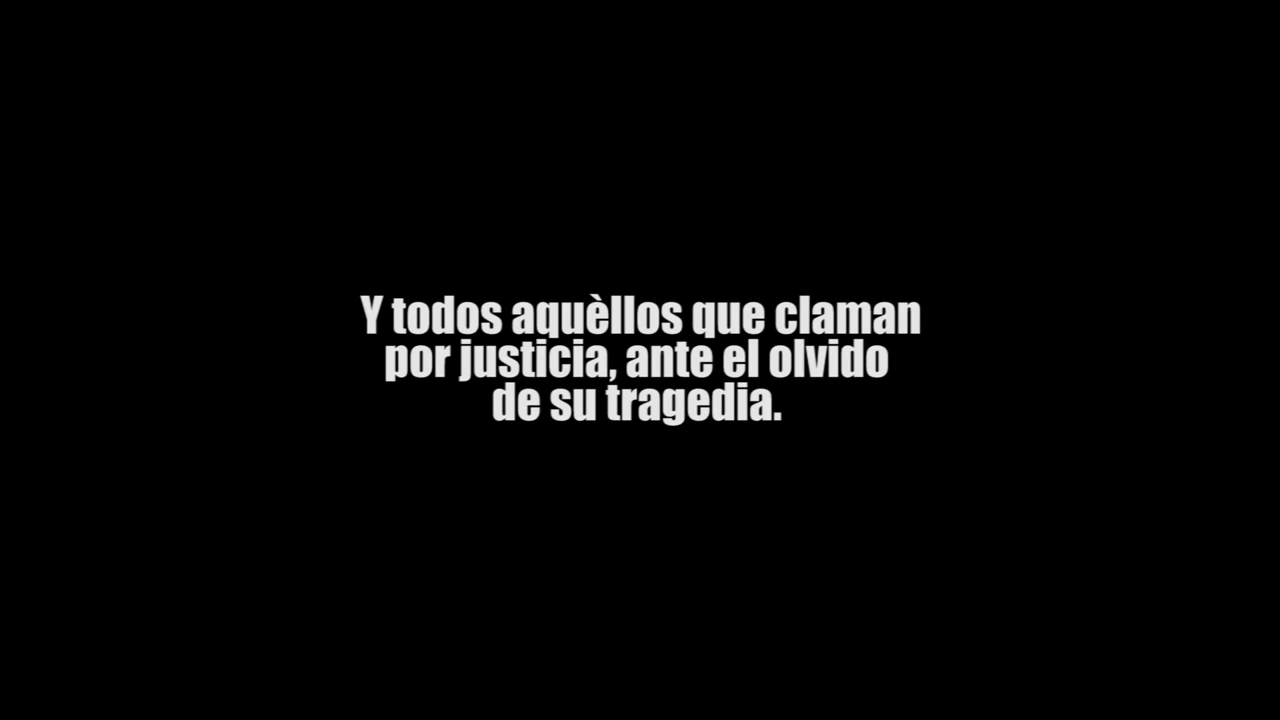 Y todos aquèllos que claman
por justicia, ante el olvido
de su tragedia.